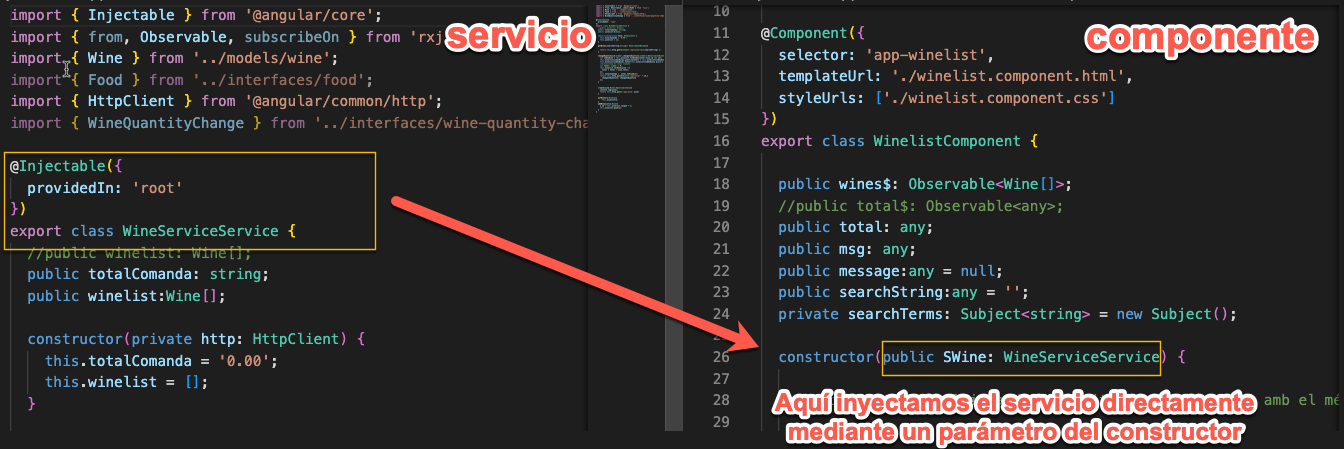 import { Injectable } from '@angular/core';
import { from, Observable, subscribeOn } from 'rxj
import { Wine } from '../models/wine';
import { Food } from '../interfaces/food';
import { HttpClient } from '@angular/common/http';
import { WineQuantityChange } from '../interfaces/wine-quantity-cha
servicio
@Injectable({
providedIn: 'root'
})
export class WineServiceService {
//public winelist: Wine[];
public totalComanda: string;
public winelist:Wine[];
constructor(private http: HttpClient) {
this.totalComanda = '0.00';
this.winelist = [];
}
componente
10
11 @Component({
12 selector: 'app-winelist',
13 templateUrl: './winelist.component.html',
14 styleUrls: ['./winelist.component.css']
15 })
16 export class WinelistComponent {
17
18 public wines$: Observable<Wine[]>;
19 //public total$: Observable<any>;
20 public total: any;
21 public msg: any;
22 public message:any = null;
23 public searchString:any = '';
24 private searchTerms: Subject<string> = new Subject();
26 constructor(public SWine: WineServiceService) {
27
28 amb el mé
29
Aquí inyectamos el servicio directamente
mediante un parámetro del constructor